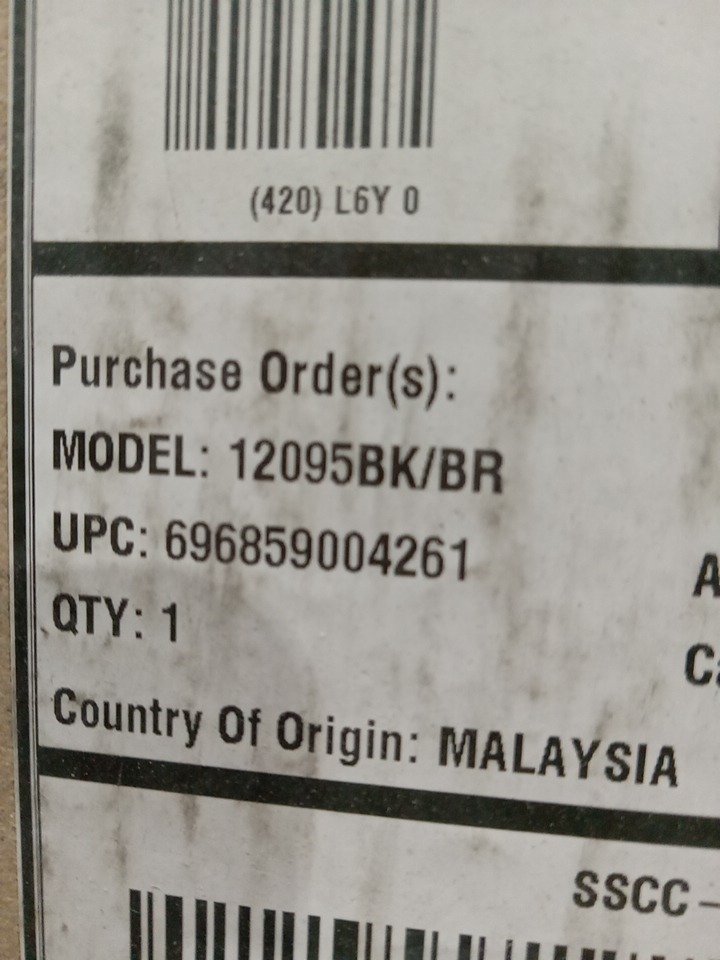 (420) L6Y 0
Purchase Order(s):
MODEL: 12095BK/BR
UPC: 696859004261
QTY: 1
A
Country Of Origin: MALAYSIA
SSCC –